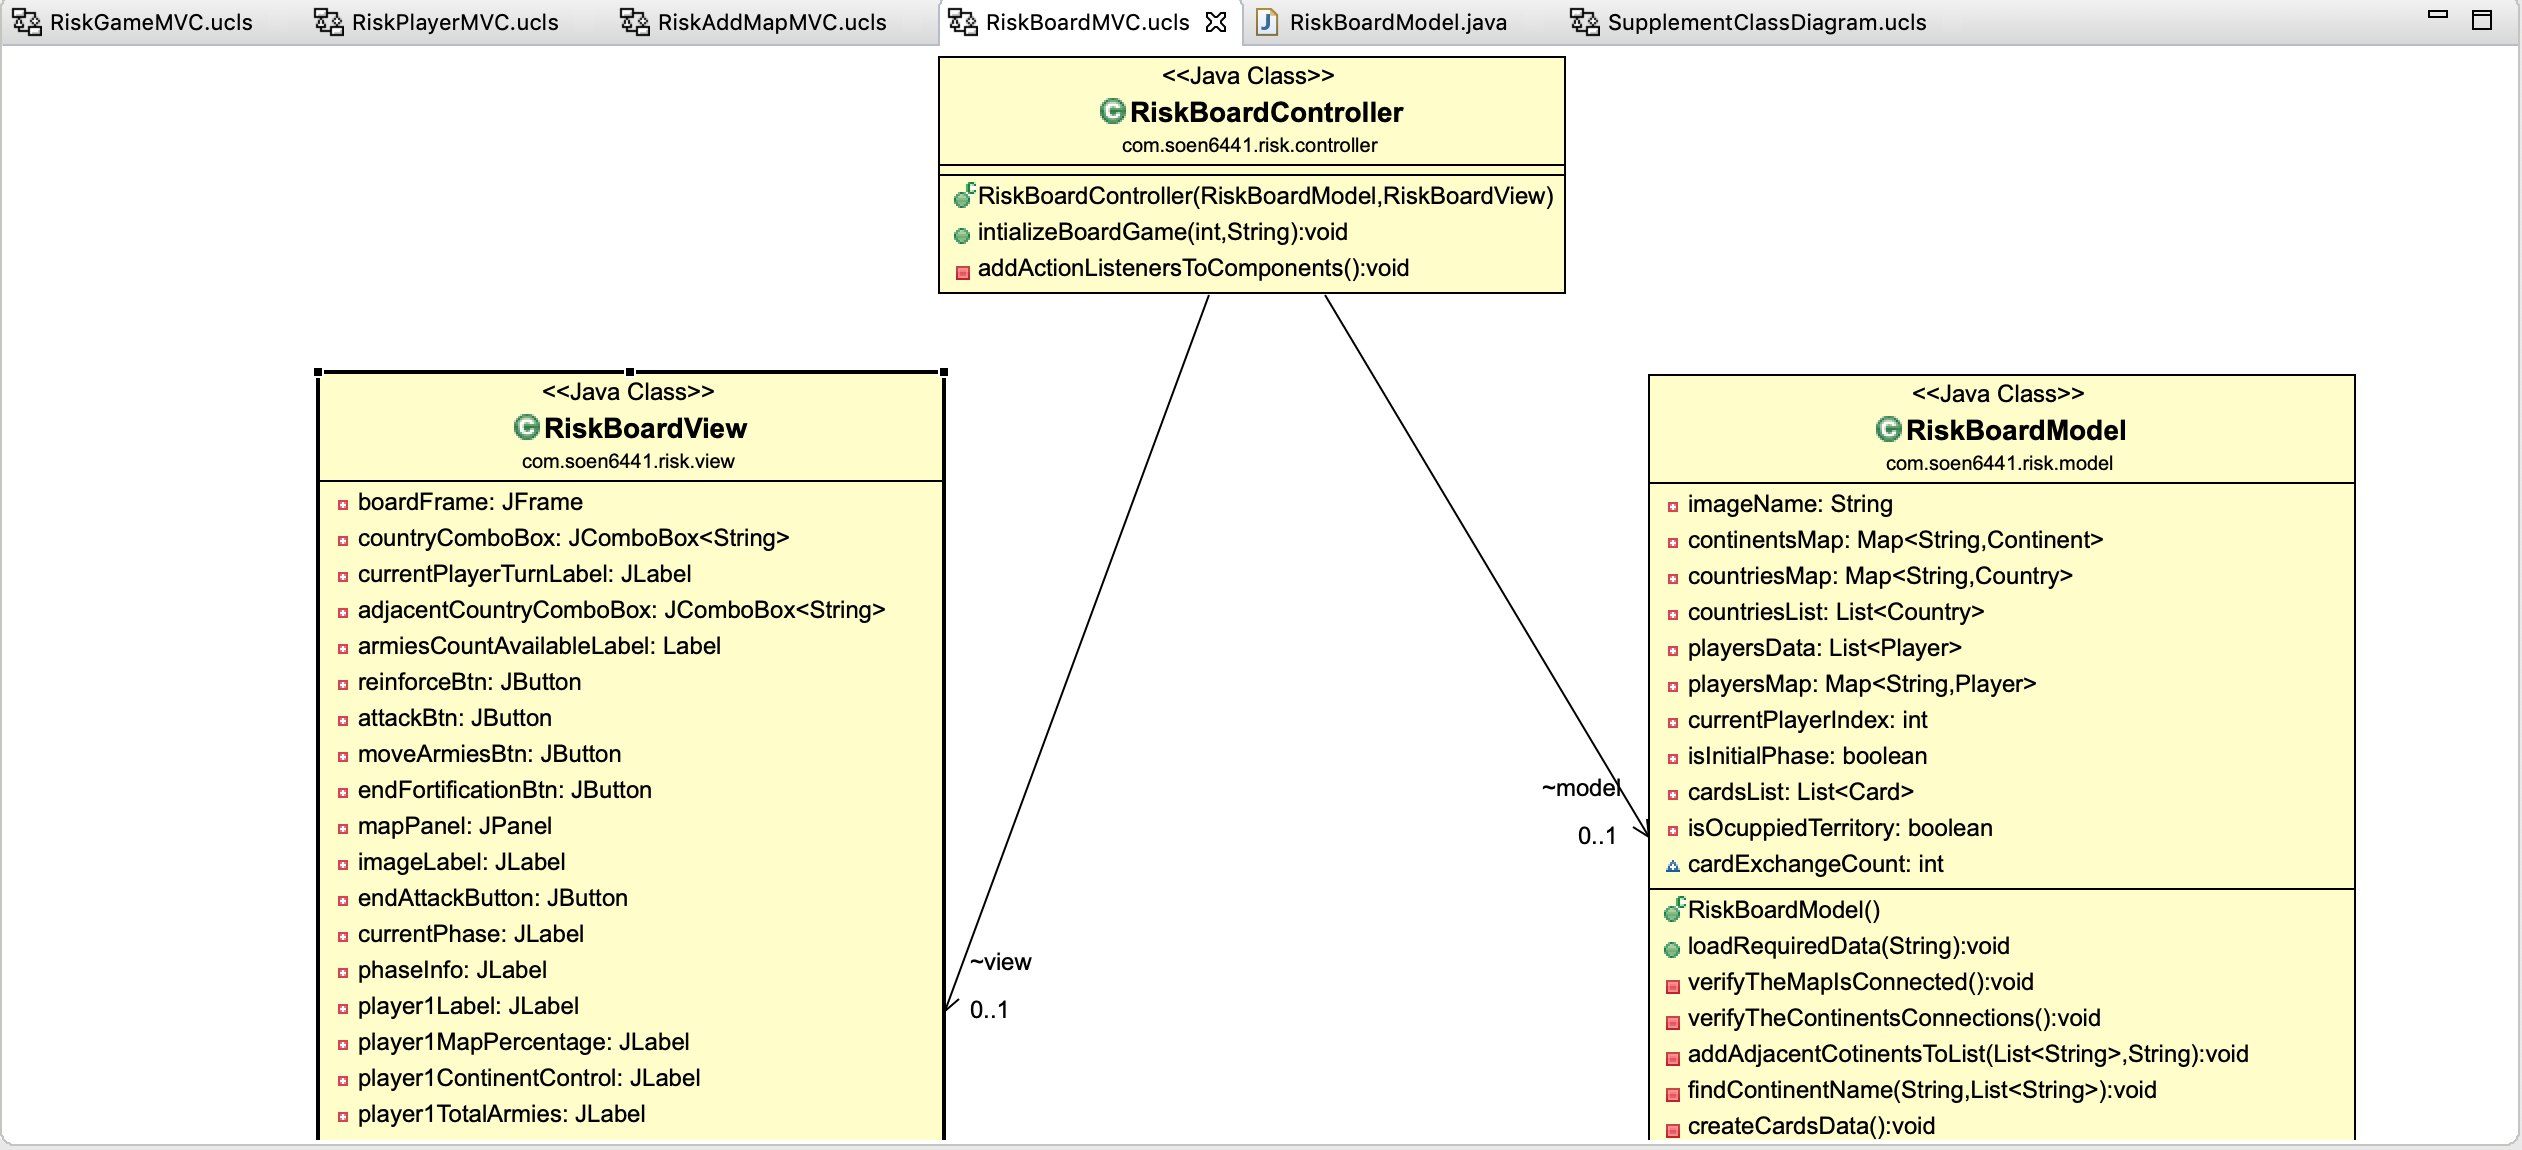 RiskGameMVC.ucls RiskPlayerMVC.ucls RiskAddMapMVC.ucls RiskBoardMVC.ucls RiskBoardModel.java SupplementClassDiagram.ucls
<<Java Class>>
RiskBoardController
com.soen6441.risk.controller
RiskBoardController(RiskBoardModel,RiskBoardView)
intializeBoardGame(int,String):void
addActionListenersToComponents():void
<<Java Class>>
RiskBoardView
com.soen6441.risk.view
boardFrame: JFrame
countryComboBox: JComboBox<String>
currentPlayerTurnLabel: JLabel
adjacentCountryComboBox: JComboBox<String>
armiesCountAvailableLabel: Label
reinforceBtn: JButton
attackBtn: JButton
moveArmiesBtn: JButton
endFortificationBtn: JButton
mapPanel: JPanel
imageLabel: JLabel
endAttackButton: JButton
currentPhase: JLabel
phaseInfo: JLabel
player1Label: JLabel
player1MapPercentage: JLabel
player1ContinentControl: JLabel
player1TotalArmies: JLabel
~view
0..1
~model
0..1
<<Java Class>>
RiskBoardModel
com.soen6441.risk.model
imageName: String
continentsMap: Map<String,Continent>
countriesMap: Map<String,Country>
countriesList: List<Country>
playersData: List<Player>
playersMap: Map<String,Player>
currentPlayerIndex: int
isInitialPhase: boolean
cardsList: List<Card>
isOcuppiedTerritory: boolean
cardExchangeCount: int
RiskBoardModel()
loadRequiredData(String):void
verifyTheMapIsConnected():void
verifyTheContinentsConnections():void
addAdjacentCotinentsToList(List<String>,String):void
findContinentName(String,List<String>):void
createCardsData():void